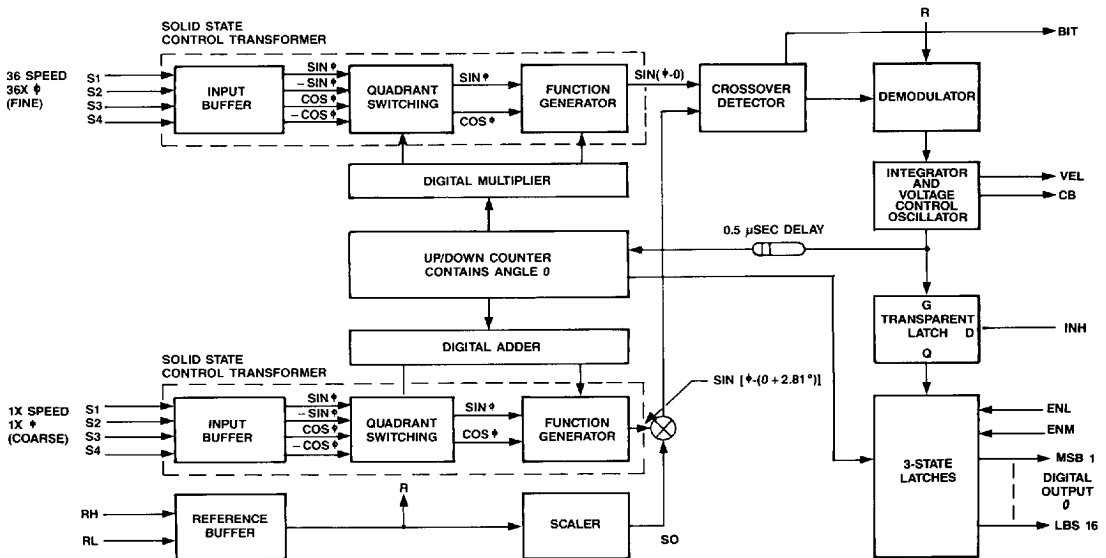 SOLID STATE
CONTROL TRANSFORMER
R
BIT
36 SPEED
36X ϕ
(FINE)
S1
S2
S3
S4
INPUT
BUFFER
SIN ϕ
−SIN ϕ
COS ϕ
−COS ϕ
QUADRANT
SWITCHING
SIN ϕ
COS ϕ
FUNCTION
GENERATOR
SIN(ϕ-0)
CROSSOVER
DETECTOR
DEMODULATOR
DIGITAL MULTIPLIER
INTEGRATOR
AND
VOLTAGE
CONTROL
OSCILLATOR
VEL
CB
0.5 µSEC DELAY
UP/DOWN COUNTER
CONTAINS ANGLE θ
G
TRANSPARENT
LATCH D
Q
INH
DIGITAL ADDER
SOLID STATE
CONTROL TRANSFORMER
SIN [ϕ-(0 + 2.81°)]
1X SPEED
1X ϕ
(COARSE)
S1
S2
S3
S4
INPUT
BUFFER
SIN ϕ
−SIN ϕ
COS ϕ
−COS ϕ
QUADRANT
SWITCHING
SIN ϕ
COS ϕ
FUNCTION
GENERATOR
3-STATE
LATCHES
ENL
ENM
MSB 1
DIGITAL
OUTPUT
θ
LBS 16
RH
RL
REFERENCE
BUFFER
R
SCALER
SO